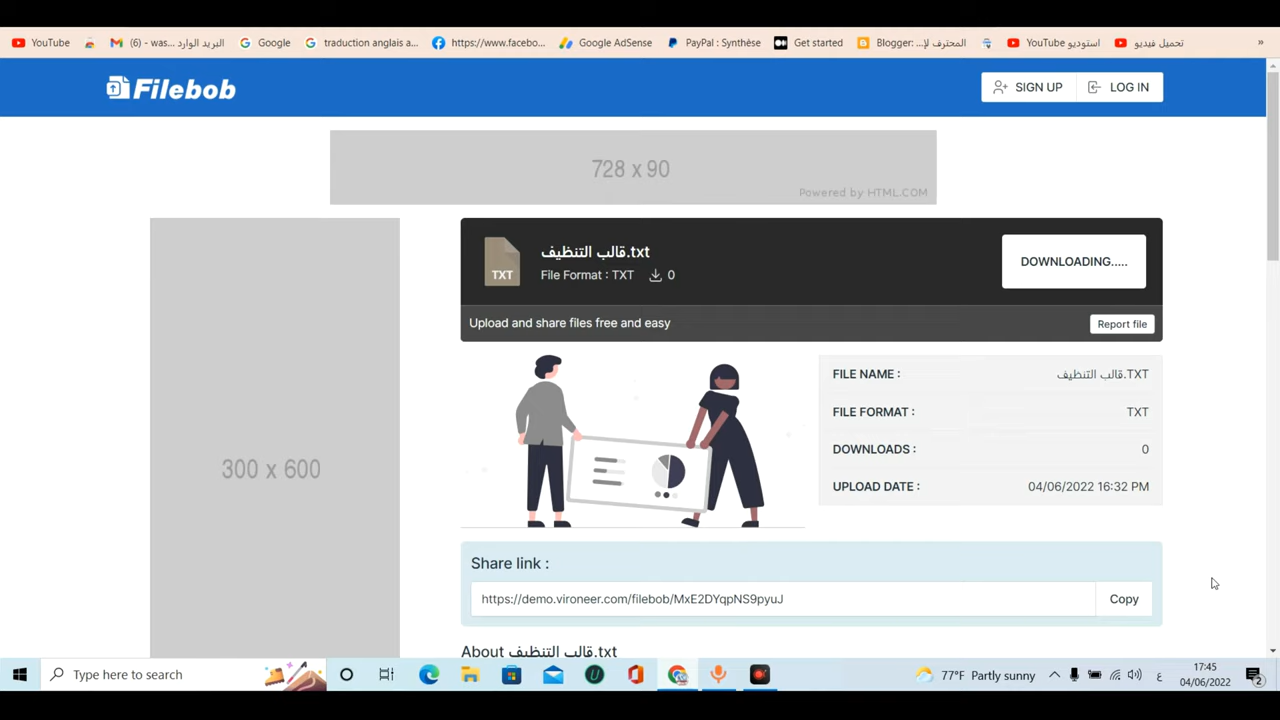 YouTube
(6) - was... البريد الوارد
Google
traduction anglais a...
https://www.facebo...
Google AdSense
PayPal : Synthèse
Get started
Blogger: ...المحترف للإ
استوديو YouTube
تحميل فيديو
»
Filebob
SIGN UP
LOG IN
728 x 90
Powered by HTML.COM
TXT
قالب التنظيف.txt
File Format : TXT
0
DOWNLOADING.....
Upload and share files free and easy
Report file
300 x 600
FILE NAME :
قالب التنظيف.TXT
FILE FORMAT :
TXT
DOWNLOADS :
0
UPLOAD DATE :
04/06/2022 16:32 PM
Share link :
https://demo.vironeer.com/filebob/MxE2DYqpNS9pyuJ
Copy
About قالب التنظيف.txt
Type here to search
77°F Partly sunny
ع
17:45
04/06/2022
2